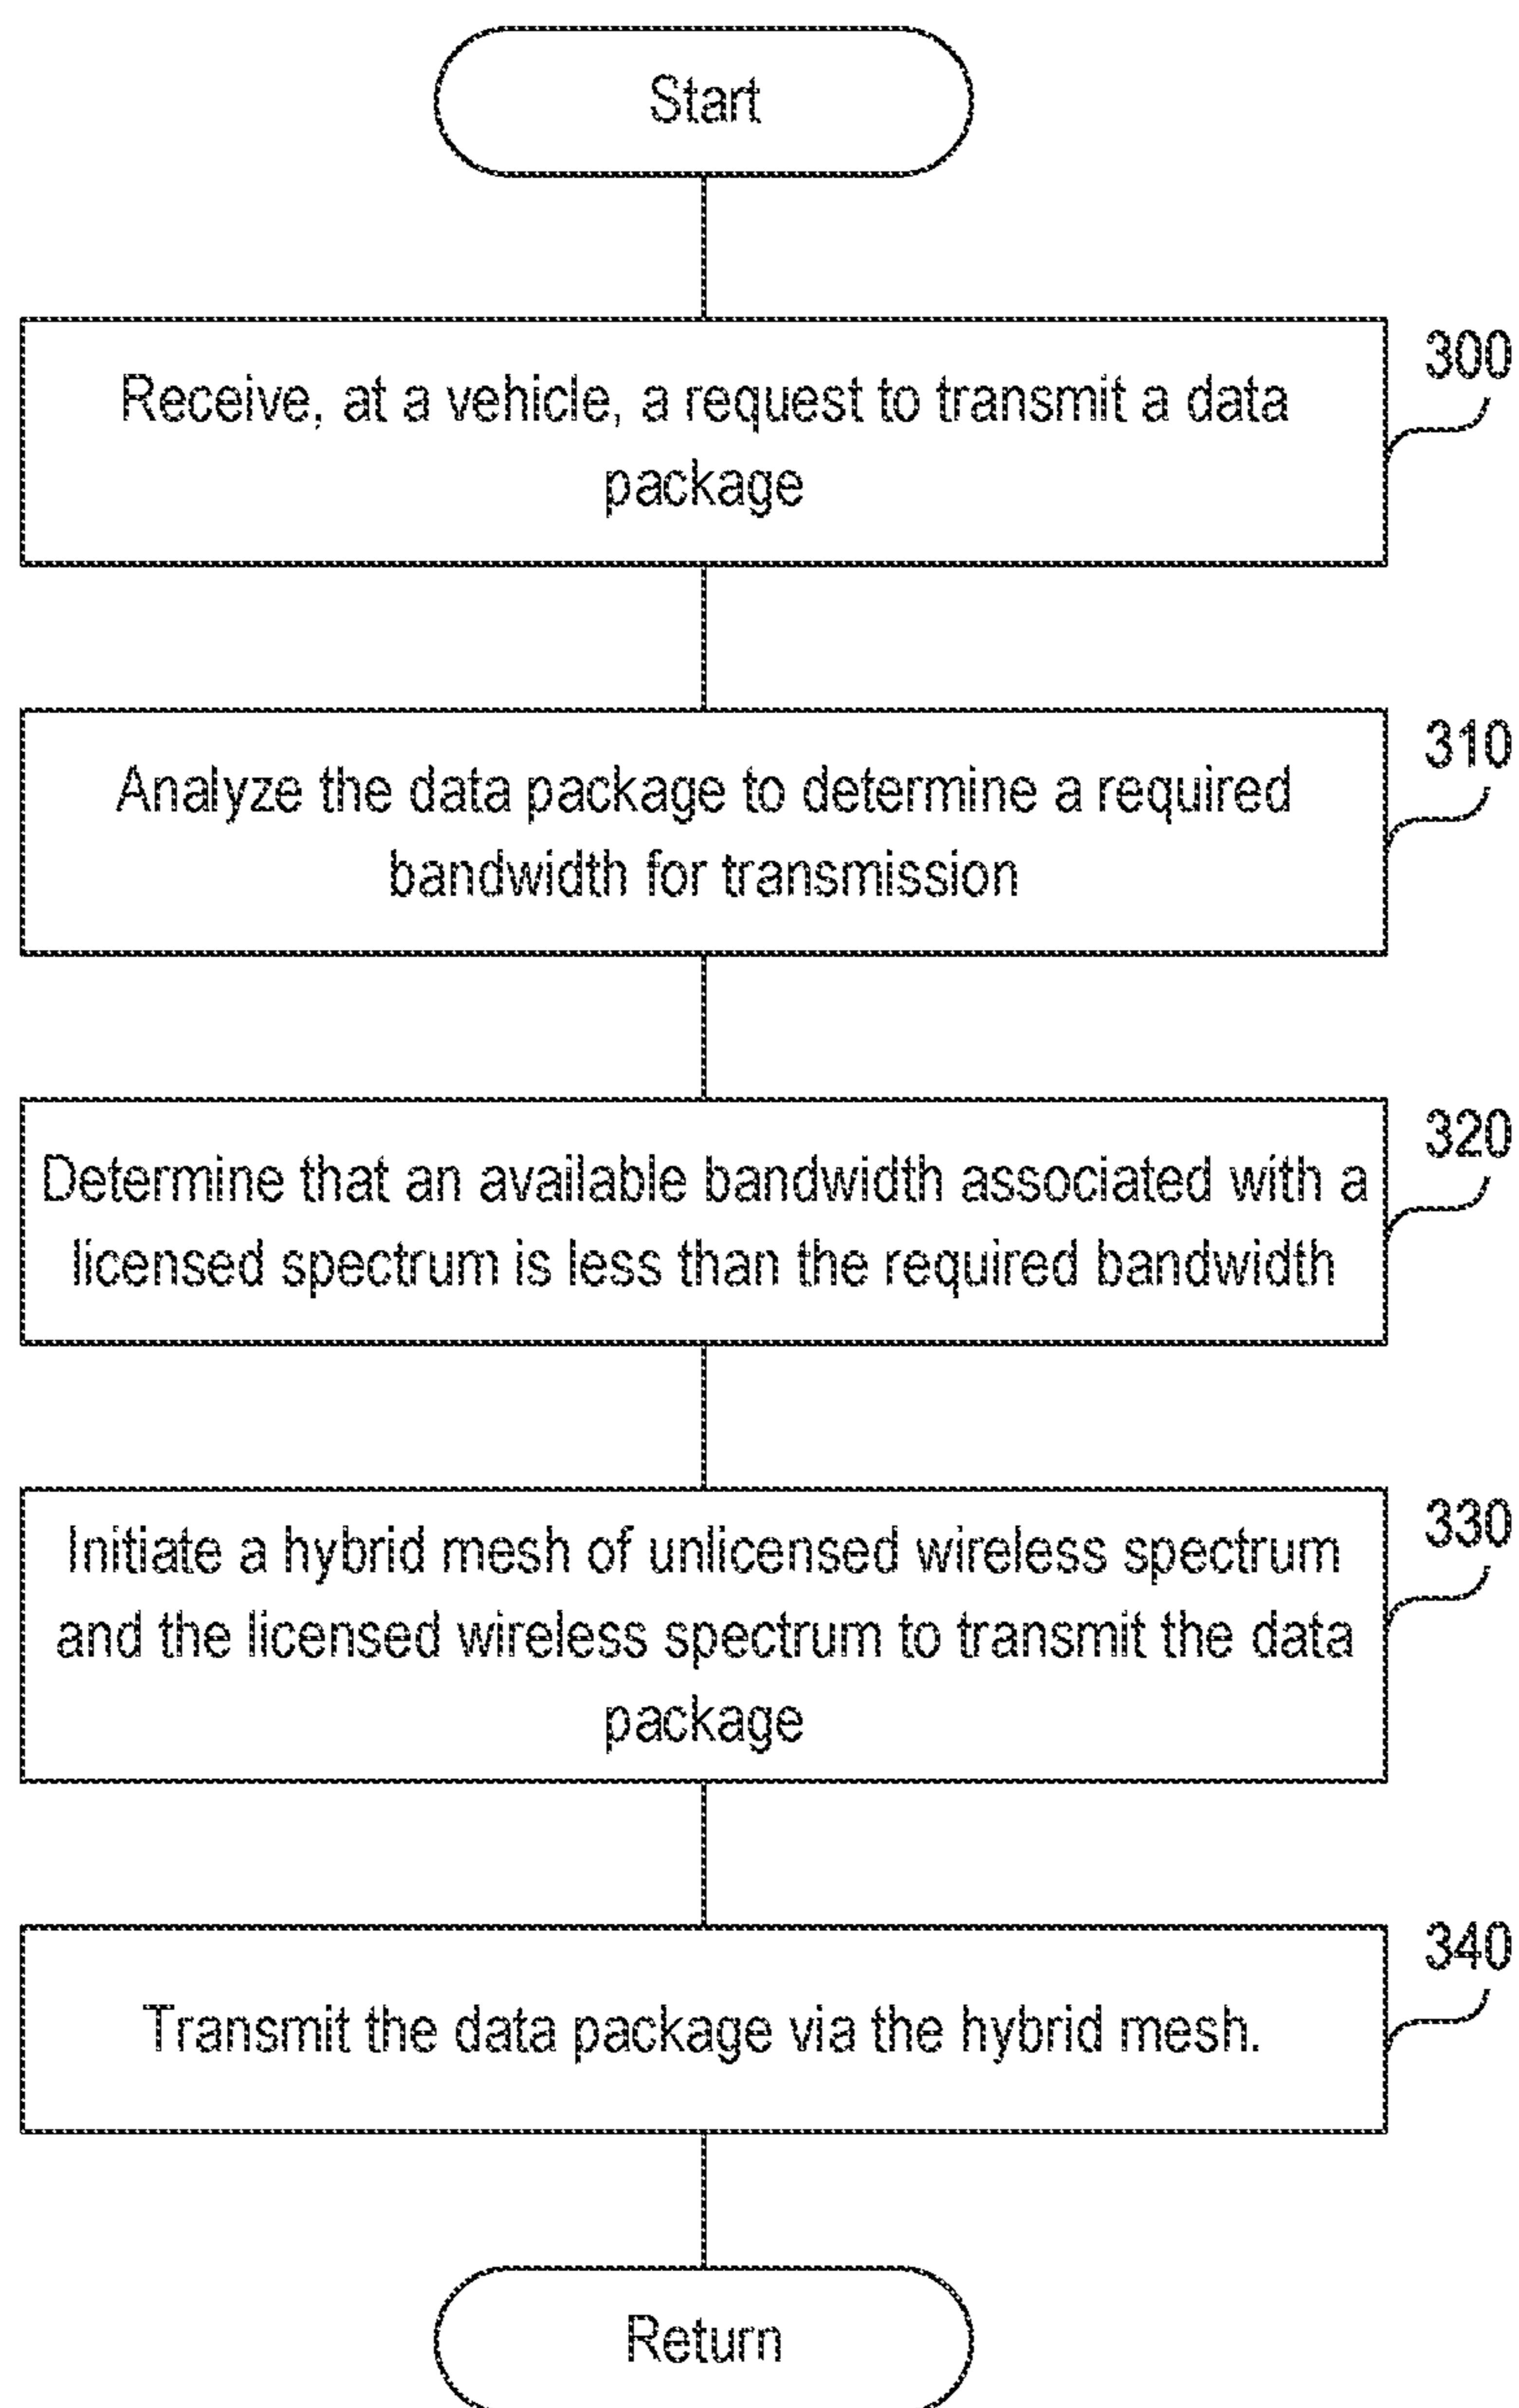 Start
300
Receive, at a vehicle, a request to transmit a data
package
310
Analyze the data package to determine a required
bandwidth for transmission
320
Determine that an available bandwidth associated with a
licensed spectrum is less than the required bandwidth
330
Initiate a hybrid mesh of unlicensed wireless spectrum
and the licensed wireless spectrum to transmit the data
package
340
Transmit the data package via the hybrid mesh.
Return